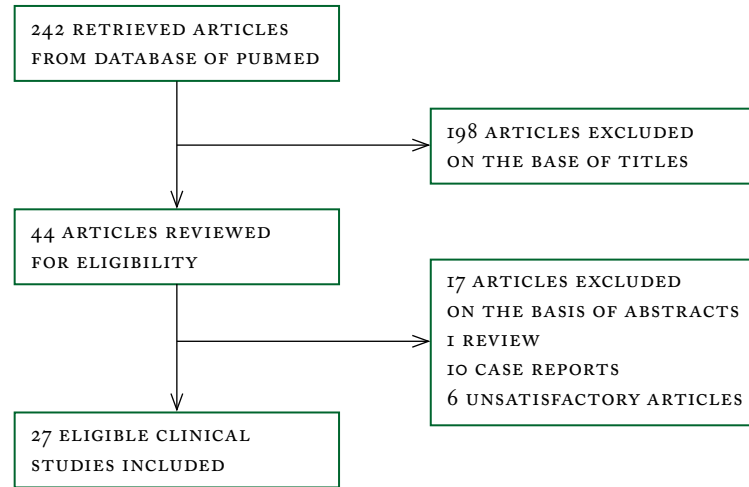 242 RETRIEVED ARTICLES
FROM DATABASE OF PUBMED
198 ARTICLES EXCLUDED
ON THE BASE OF TITLES
44 ARTICLES REVIEWED
FOR ELIGIBILITY
17 ARTICLES EXCLUDED
ON THE BASIS OF ABSTRACTS
1 REVIEW
10 CASE REPORTS
6 UNSATISFACTORY ARTICLES
27 ELIGIBLE CLINICAL
STUDIES INCLUDED